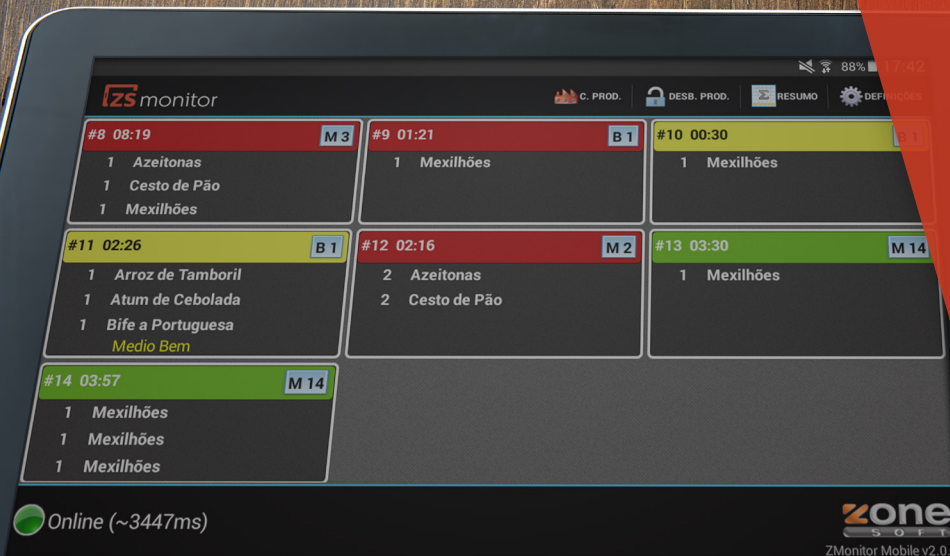 88% 17:42
ZS monitor
C. PROD. DESB. PROD. RESUMO DEFINIÇÕES
#8 08:19 M 3
1 Azeitonas
1 Cesto de Pão
1 Mexilhões
#9 01:21 B 1
1 Mexilhões
#10 00:30 B 1
1 Mexilhões
#11 02:26 B 1
1 Arroz de Tamboril
1 Atum de Cebolada
1 Bife a Portuguesa
Medio Bem
#12 02:16 M 2
2 Azeitonas
2 Cesto de Pão
#13 03:30 M 14
1 Mexilhões
#14 03:57 M 14
1 Mexilhões
1 Mexilhões
1 Mexilhões
Online (~3447ms)
zone
SOFT
ZMonitor Mobile v2.0